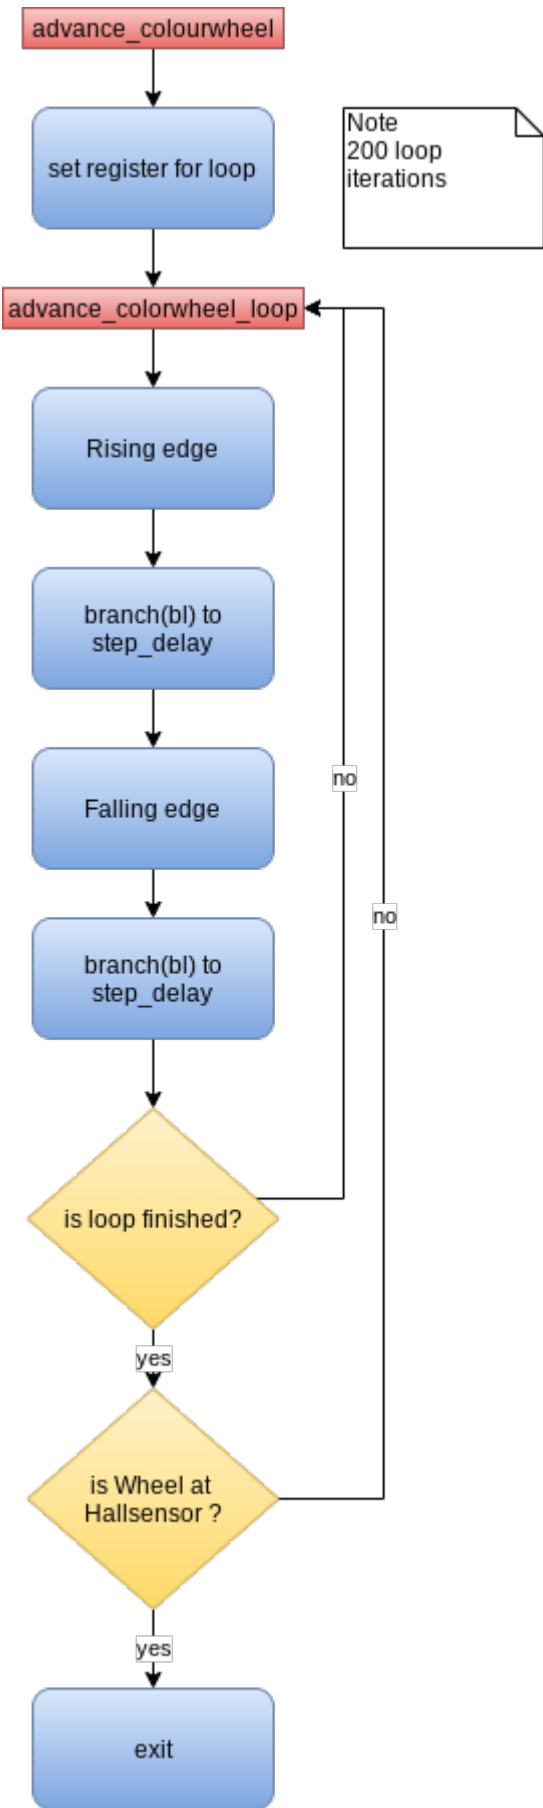 advance_colourwheel
set register for loop
Note
200 loop
iterations
advance_colorwheel_loop
Rising edge
branch(bl) to
step_delay
Falling edge
no
branch(bl) to
step_delay
no
is loop finished?
yes
is Wheel at
Hallsensor ?
yes
exit